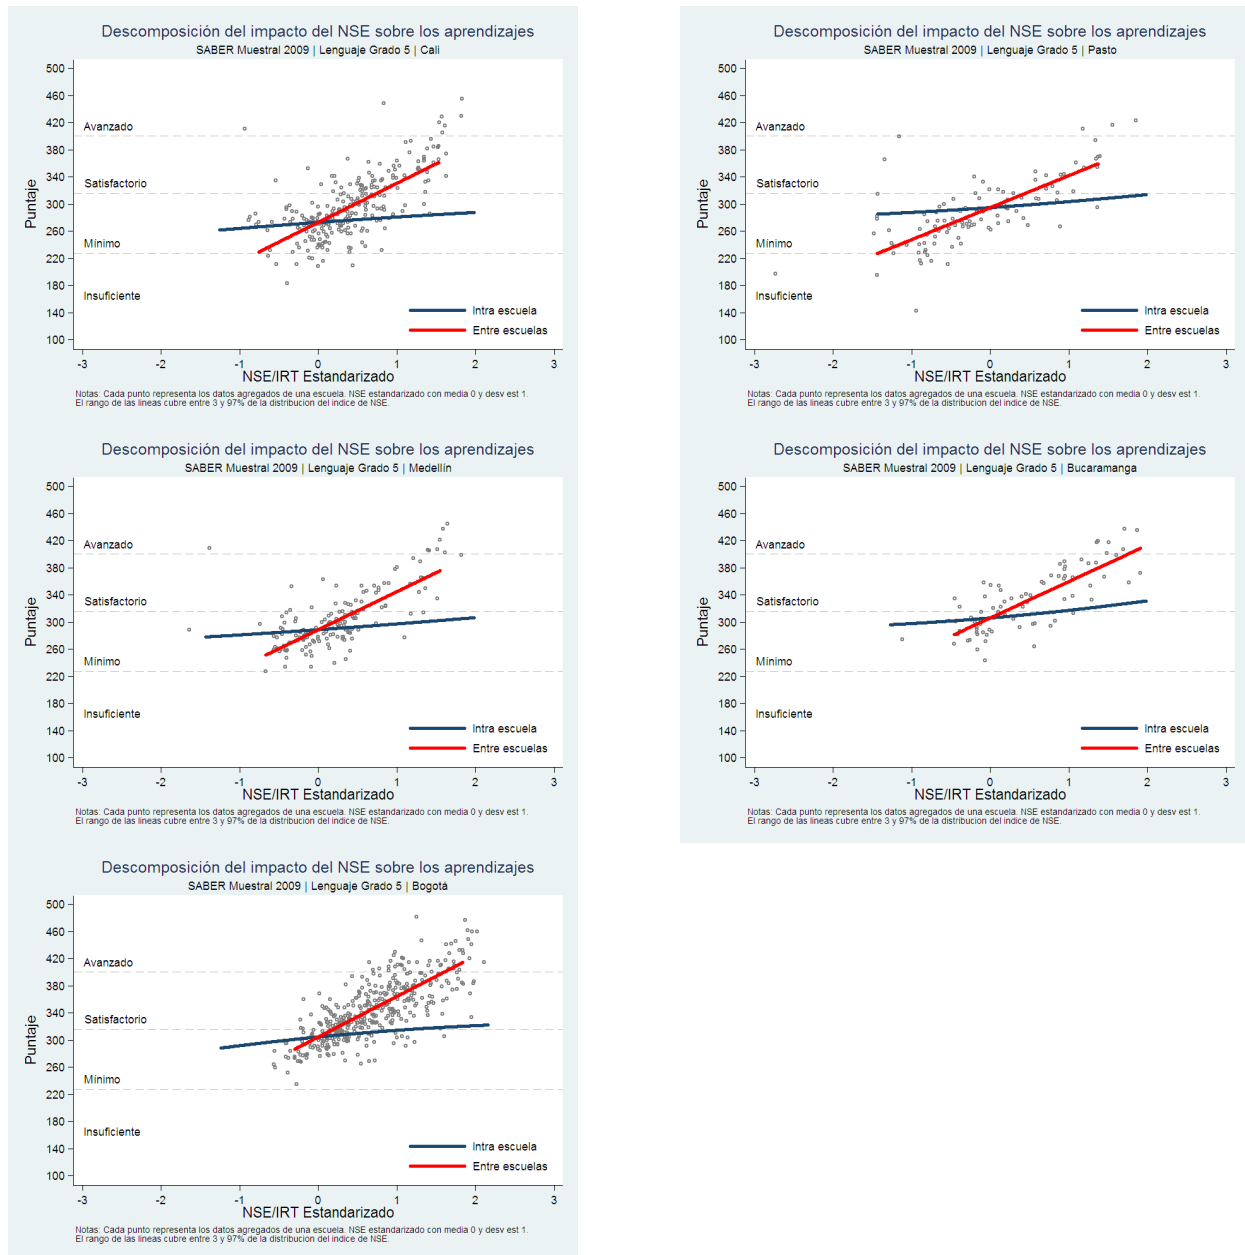 Descomposición del impacto del NSE sobre los aprendizajes
SABER Muestral 2009 | Lenguaje Grado 5 | Cali
Puntaje
500
460
420
380
340
300
260
220
180
140
100
Avanzado
Satisfactorio
Mínimo
Insuficiente
Intra escuela
Entre escuelas
-3 -2 -1 0 1 2 3
NSE/IRT Estandarizado
Notas: Cada punto representa los datos agregados de una escuela. NSE estandarizado con media 0 y desv est 1.
El rango de las lineas cubre entre 3 y 97% de la distribucion del indice de NSE.
Descomposición del impacto del NSE sobre los aprendizajes
SABER Muestral 2009 | Lenguaje Grado 5 | Pasto
Puntaje
500
460
420
380
340
300
260
220
180
140
100
Avanzado
Satisfactorio
Mínimo
Insuficiente
Intra escuela
Entre escuelas
-3 -2 -1 0 1 2 3
NSE/IRT Estandarizado
Notas: Cada punto representa los datos agregados de una escuela. NSE estandarizado con media 0 y desv est 1.
El rango de las lineas cubre entre 3 y 97% de la distribucion del indice de NSE.
Descomposición del impacto del NSE sobre los aprendizajes
SABER Muestral 2009 | Lenguaje Grado 5 | Medellín
Puntaje
500
460
420
380
340
300
260
220
180
140
100
Avanzado
Satisfactorio
Mínimo
Insuficiente
Intra escuela
Entre escuelas
-3 -2 -1 0 1 2 3
NSE/IRT Estandarizado
Notas: Cada punto representa los datos agregados de una escuela. NSE estandarizado con media 0 y desv est 1.
El rango de las lineas cubre entre 3 y 97% de la distribucion del indice de NSE.
Descomposición del impacto del NSE sobre los aprendizajes
SABER Muestral 2009 | Lenguaje Grado 5 | Bucaramanga
Puntaje
500
460
420
380
340
300
260
220
180
140
100
Avanzado
Satisfactorio
Mínimo
Insuficiente
Intra escuela
Entre escuelas
-3 -2 -1 0 1 2 3
NSE/IRT Estandarizado
Notas: Cada punto representa los datos agregados de una escuela. NSE estandarizado con media 0 y desv est 1.
El rango de las lineas cubre entre 3 y 97% de la distribucion del indice de NSE.
Descomposición del impacto del NSE sobre los aprendizajes
SABER Muestral 2009 | Lenguaje Grado 5 | Bogotá
Puntaje
500
460
420
380
340
300
260
220
180
140
100
Avanzado
Satisfactorio
Mínimo
Insuficiente
Intra escuela
Entre escuelas
-3 -2 -1 0 1 2 3
NSE/IRT Estandarizado
Notas: Cada punto representa los datos agregados de una escuela. NSE estandarizado con media 0 y desv est 1.
El rango de las lineas cubre entre 3 y 97% de la distribucion del indice de NSE.